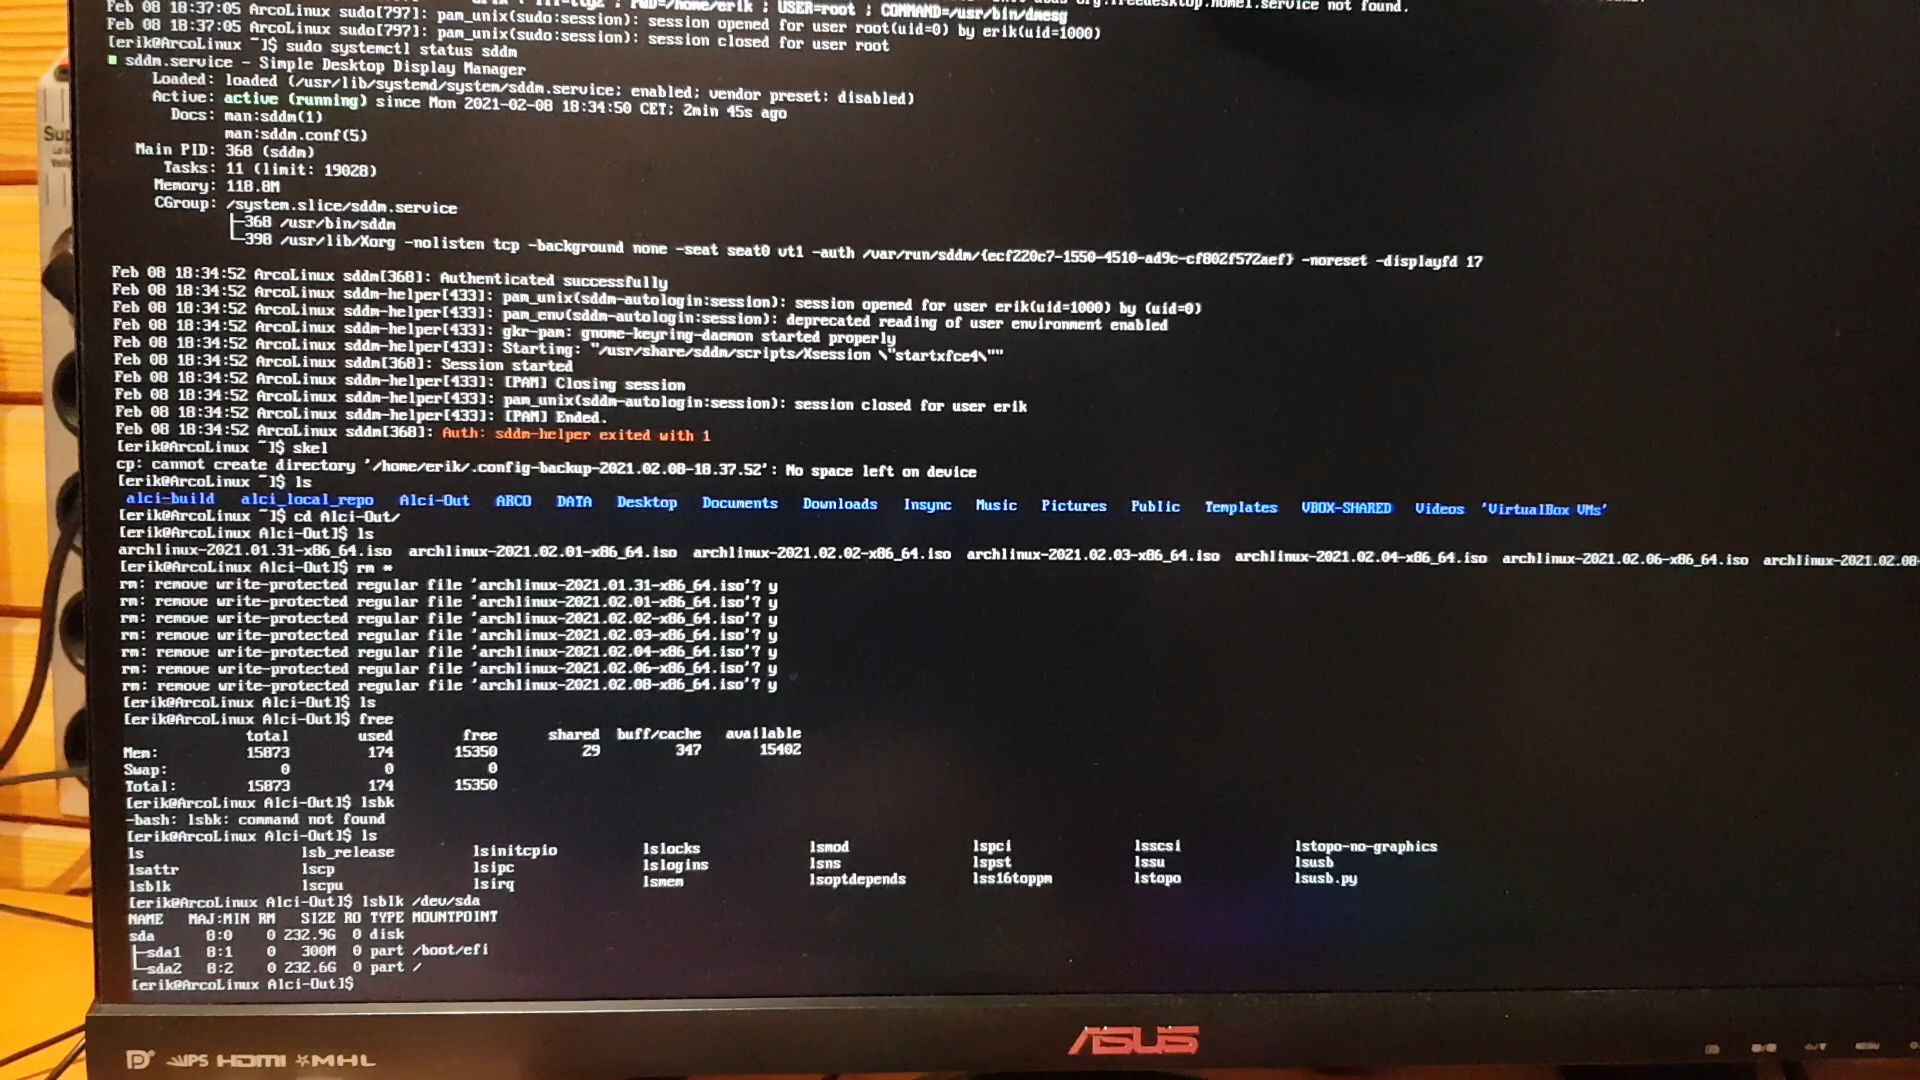 Feb 08 18:37:05 ArcoLinux sudo[797]: pam_unix(sudo:session): session opened for user root(uid=0) by erik(uid=1000)
Feb 08 18:37:05 ArcoLinux sudo[797]: pam_unix(sudo:session): session closed for user root
[erik@ArcoLinux ~]$ sudo systemctl status sddm
■ sddm.service - Simple Desktop Display Manager
Loaded: loaded (/usr/lib/systemd/system/sddm.service; enabled; vendor preset: disabled)
Active: active (running) since Mon 2021-02-08 18:34:50 CET; 2min 45s ago
Docs: man:sddm(1)
man:sddm.conf(5)
Main PID: 368 (sddm)
Tasks: 11 (limit: 19028)
Memory: 118.8M
CGroup: /system.slice/sddm.service
├─368 /usr/bin/sddm
└─398 /usr/lib/Xorg -nolisten tcp -background none -seat seat0 vt1 -auth /var/run/sddm/{ecf220c7-1550-4510-ad9c-cf802f572aef} -noreset -displayfd 17
Feb 08 18:34:52 ArcoLinux sddm[368]: Authenticated successfully
Feb 08 18:34:52 ArcoLinux sddm-helper[433]: pam_unix(sddm-autologin:session): session opened for user erik(uid=1000) by (uid=0)
Feb 08 18:34:52 ArcoLinux sddm-helper[433]: pam_env(sddm-autologin:session): deprecated reading of user environment enabled
Feb 08 18:34:52 ArcoLinux sddm-helper[433]: gkr-pam: gnome-keyring-daemon started properly
Feb 08 18:34:52 ArcoLinux sddm-helper[433]: Starting: "/usr/share/sddm/scripts/Xsession \"startxfce4\""
Feb 08 18:34:52 ArcoLinux sddm[368]: Session started
Feb 08 18:34:52 ArcoLinux sddm-helper[433]: [PAM] Closing session
Feb 08 18:34:52 ArcoLinux sddm-helper[433]: pam_unix(sddm-autologin:session): session closed for user erik
Feb 08 18:34:52 ArcoLinux sddm-helper[433]: [PAM] Ended.
Feb 08 18:34:52 ArcoLinux sddm[368]: Auth: sddm-helper exited with 1
[erik@ArcoLinux ~]$ skel
cp: cannot create directory '/home/erik/.config-backup-2021.02.08-18.37.52': No space left on device
[erik@ArcoLinux ~]$ ls
alci-build alci_local_repo Alci-Out ARCO DATA Desktop Documents Downloads Insync Music Pictures Public Templates VBOX-SHARED Videos 'VirtualBox VMs'
[erik@ArcoLinux ~]$ cd Alci-Out/
[erik@ArcoLinux Alci-Out]$ ls
archlinux-2021.01.31-x86_64.iso archlinux-2021.02.01-x86_64.iso archlinux-2021.02.02-x86_64.iso archlinux-2021.02.03-x86_64.iso archlinux-2021.02.04-x86_64.iso archlinux-2021.02.06-x86_64.iso archlinux-2021.02.08-
[erik@ArcoLinux Alci-Out]$ rm *
rm: remove write-protected regular file 'archlinux-2021.01.31-x86_64.iso'? y
rm: remove write-protected regular file 'archlinux-2021.02.01-x86_64.iso'? y
rm: remove write-protected regular file 'archlinux-2021.02.02-x86_64.iso'? y
rm: remove write-protected regular file 'archlinux-2021.02.03-x86_64.iso'? y
rm: remove write-protected regular file 'archlinux-2021.02.04-x86_64.iso'? y
rm: remove write-protected regular file 'archlinux-2021.02.06-x86_64.iso'? y
rm: remove write-protected regular file 'archlinux-2021.02.08-x86_64.iso'? y
[erik@ArcoLinux Alci-Out]$ ls
[erik@ArcoLinux Alci-Out]$ free
total used free shared buff/cache available
Mem: 15873 174 15350 29 347 15402
Swap: 0 0 0
Total: 15873 174 15350
[erik@ArcoLinux Alci-Out]$ lsbk
-bash: lsbk: command not found
[erik@ArcoLinux Alci-Out]$ ls
ls lsb_release lsinitcpio lslocks lsmod lspci lsscsi lstopo-no-graphics
lsattr lscp lsipc lslogins lsns lspst lssu lsusb
lsblk lscpu lsirq lsmem lsoptdepends lss16toppm lstopo lsusb.py
[erik@ArcoLinux Alci-Out]$ lsblk /dev/sda
NAME MAJ:MIN RM SIZE RO TYPE MOUNTPOINT
sda 8:0 0 232.9G 0 disk
├─sda1 8:1 0 300M 0 part /boot/efi
└─sda2 8:2 0 232.6G 0 part /
[erik@ArcoLinux Alci-Out]$
ASUS
IPS HDMI MHL